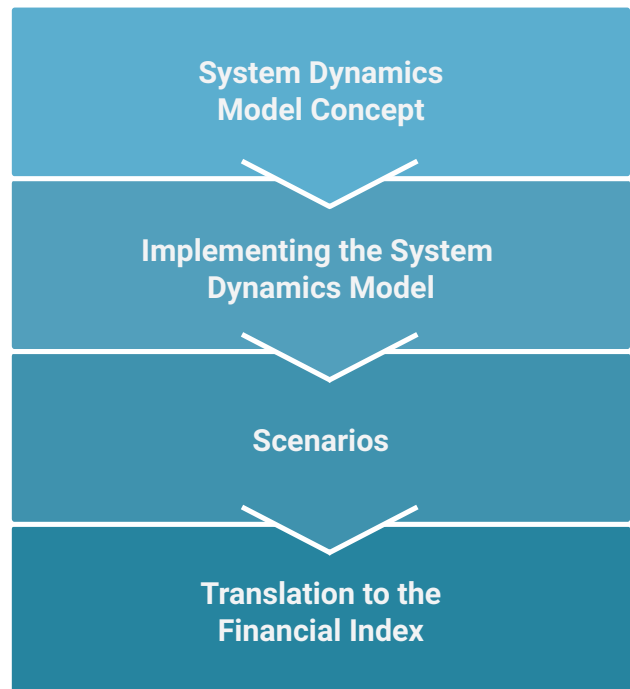 System Dynamics
Model Concept
Implementing the System
Dynamics Model
Scenarios
Translation to the
Financial Index